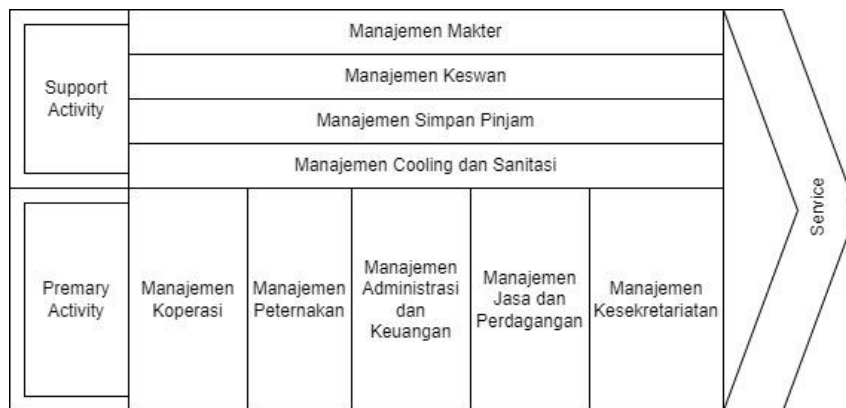 Manajemen Makter
Support
Activity
Manajemen Keswan
Manajemen Simpan Pinjam
Manajemen Cooling dan Sanitasi
Service
Premary
Activity
Manajemen
Koperasi
Manajemen
Peternakan
Manajemen
Administrasi
dan
Keuangan
Manajemen
Jasa dan
Perdagangan
Manajemen
Kesekretariatan